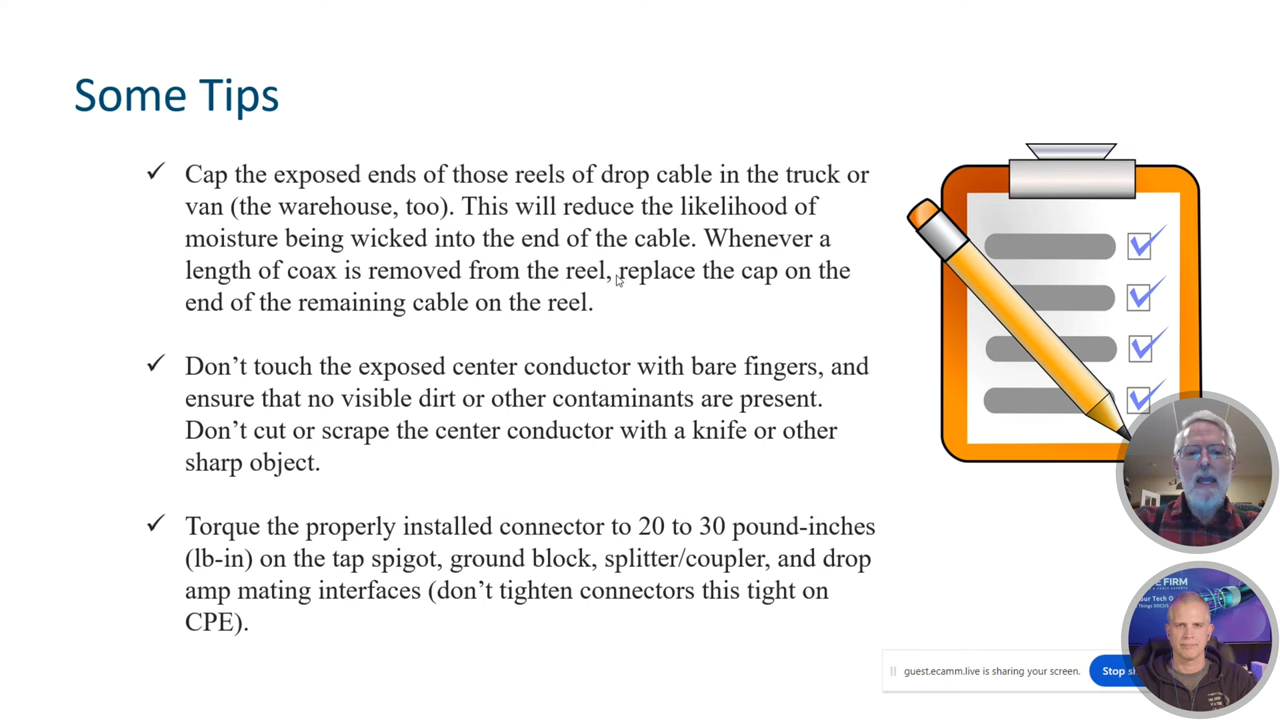 Some Tips
✓ Cap the exposed ends of those reels of drop cable in the truck or
van (the warehouse, too). This will reduce the likelihood of
moisture being wicked into the end of the cable. Whenever a
length of coax is removed from the reel, replace the cap on the
end of the remaining cable on the reel.
✓ Don’t touch the exposed center conductor with bare fingers, and
ensure that no visible dirt or other contaminants are present.
Don’t cut or scrape the center conductor with a knife or other
sharp object.
✓ Torque the properly installed connector to 20 to 30 pound-inches
(lb-in) on the tap spigot, ground block, splitter/coupler, and drop
amp mating interfaces (don’t tighten connectors this tight on
CPE).
E FIRM
our Tech O
Things DOCSIS
guest.ecamm.live is sharing your screen.
Stop sh